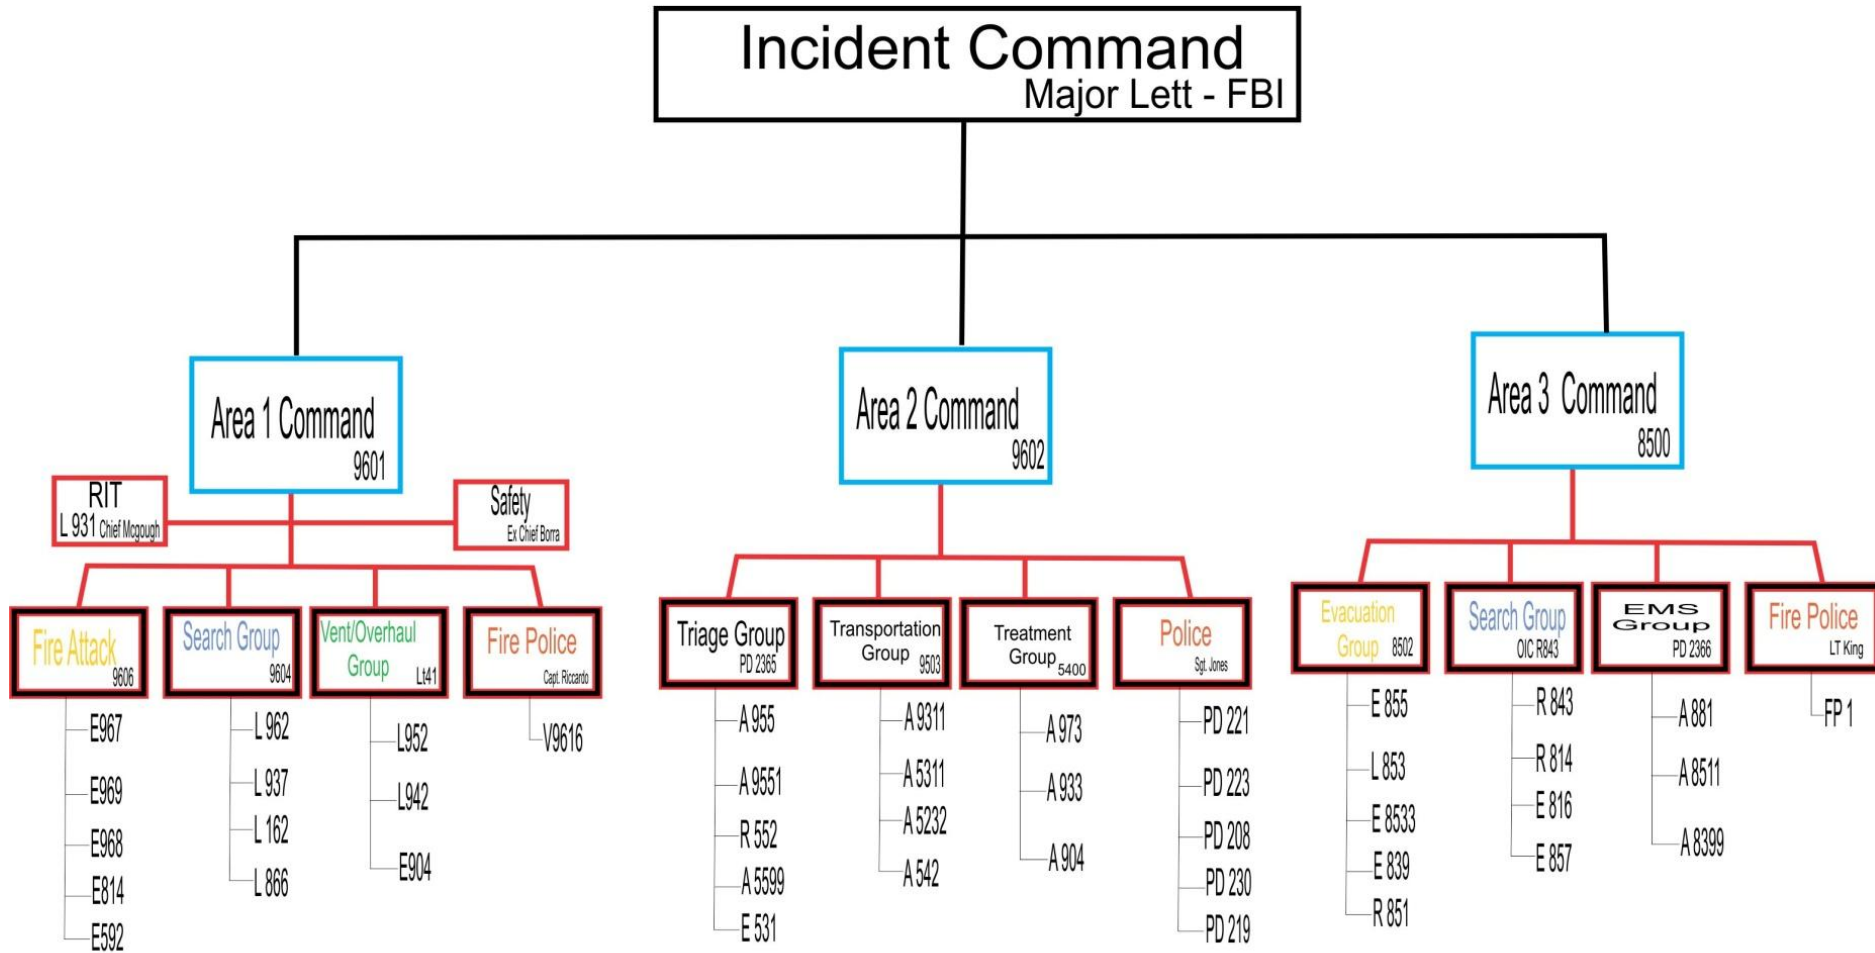 Incident Command
Major Lett - FBI
Area 1 Command
9601
Area 2 Command
9602
Area 3 Command
8500
RIT
L 931 Chief Mcgough
Safety
Ex Chief Borra
Fire Attack
9606
E967
E969
E968
E814
E592
Search Group
9604
L 962
L 937
L 162
L 866
Vent/Overhaul
Group
Lt41
L952
L942
E904
Fire Police
Capt. Riccardo
V9616
Triage Group
PD 2365
A 955
A 9551
R 552
A 5599
E 531
Transportation
Group 9503
A 9311
A 5311
A 5232
A 542
Treatment
Group 5400
A 973
A 933
A 904
Police
Sgt. Jones
PD 221
PD 223
PD 208
PD 230
PD 219
Evacuation
Group 8502
E 855
L 853
E 8533
E 839
R 851
Search Group
OIC R843
R 843
R 814
E 816
E 857
EMS
Group
PD 2366
A 881
A 8511
A 8399
Fire Police
LT King
FP 1